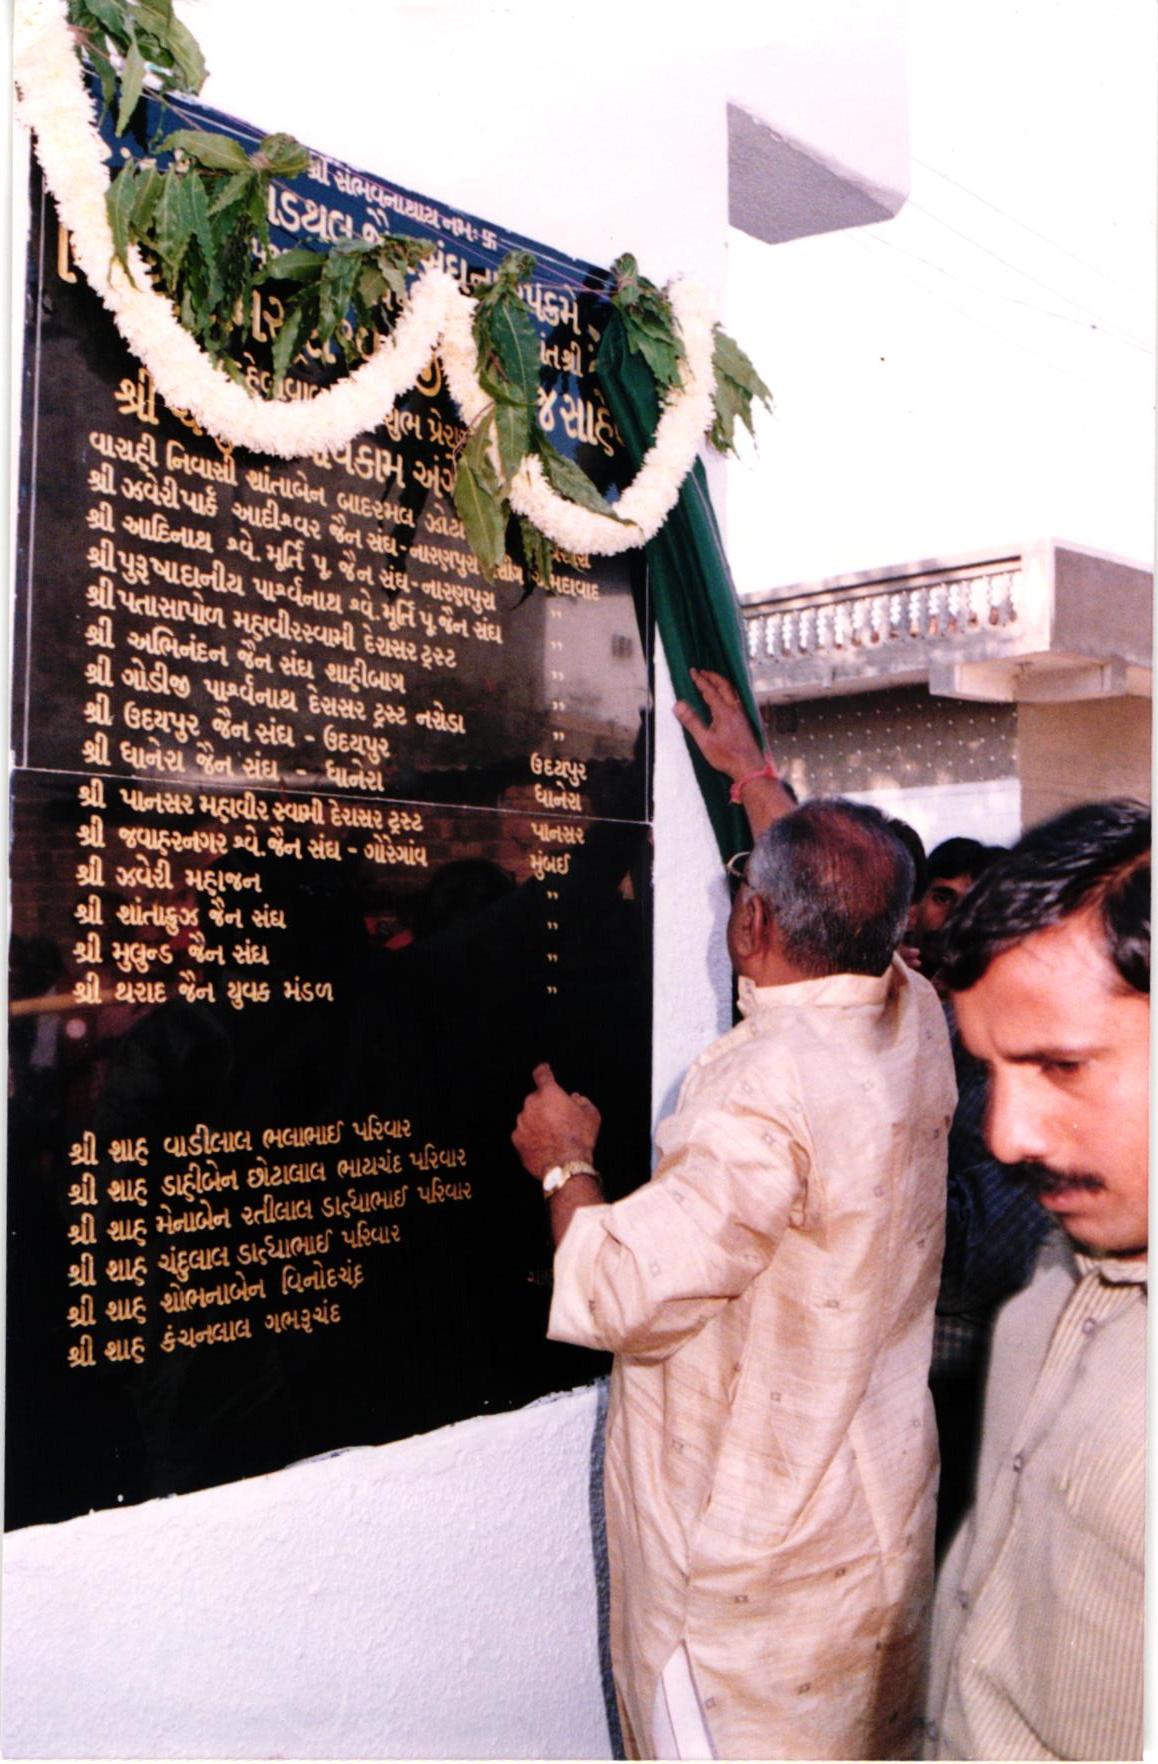 શ્રી સંભવનાથાય નમઃ
જૈન સંઘના
શુભ
અંગે
વારાહી નિવાસી શાંતાબેન બાદરમલ ઝોટા
શ્રી ઝવેરીપાર્ક આદીશ્વર જૈન સંઘ-નારણપુરા અમદાવાદ
શ્રી આદિનાથ શ્વે. મૂર્તિ પૂ. જૈન સંઘ-નારણપુરા "
શ્રી પુરૂષાદાનીય પાર્શ્વનાથ શ્વે. મૂર્તિ પૂ. જૈન સંઘ "
શ્રી પતાસાપોળ મહાવીરસ્વામી દેરાસર ટ્રસ્ટ "
શ્રી અભિનંદન જૈન સંઘ શાહીબાગ "
શ્રી ગોડીજી પાર્શ્વનાથ દેરાસર ટ્રસ્ટ નરોડા "
શ્રી ઉદયપુર જૈન સંઘ - ઉદયપુર ઉદયપુર
શ્રી ધાનેરા જૈન સંઘ - ધાનેરા ધાનેરા
શ્રી પાનસર મહાવીર સ્વામી દેરાસર ટ્રસ્ટ પાનસર
શ્રી જવાહરનગર શ્વે. જૈન સંઘ - ગોરેગાંવ મુંબઈ
શ્રી ઝવેરી મહાજન "
શ્રી શાંતાક્રુઝ જૈન સંઘ "
શ્રી મુલુન્ડ જૈન સંઘ "
શ્રી થરાદ જૈન યુવક મંડળ "
શ્રી શાહ વાડીલાલ ભલાભાઈ પરિવાર
શ્રી શાહ ડાહીબેન છોટાલાલ ભાયચંદ પરિવાર
શ્રી શાહ મેનાબેન રતીલાલ ડાહ્યાભાઈ પરિવાર
શ્રી શાહ ચંદુલાલ ડાહ્યાભાઈ પરિવાર
શ્રી શાહ શોભનાબેન વિનોદચંદ્ર
શ્રી શાહ કંચનલાલ ગભરૂચંદ